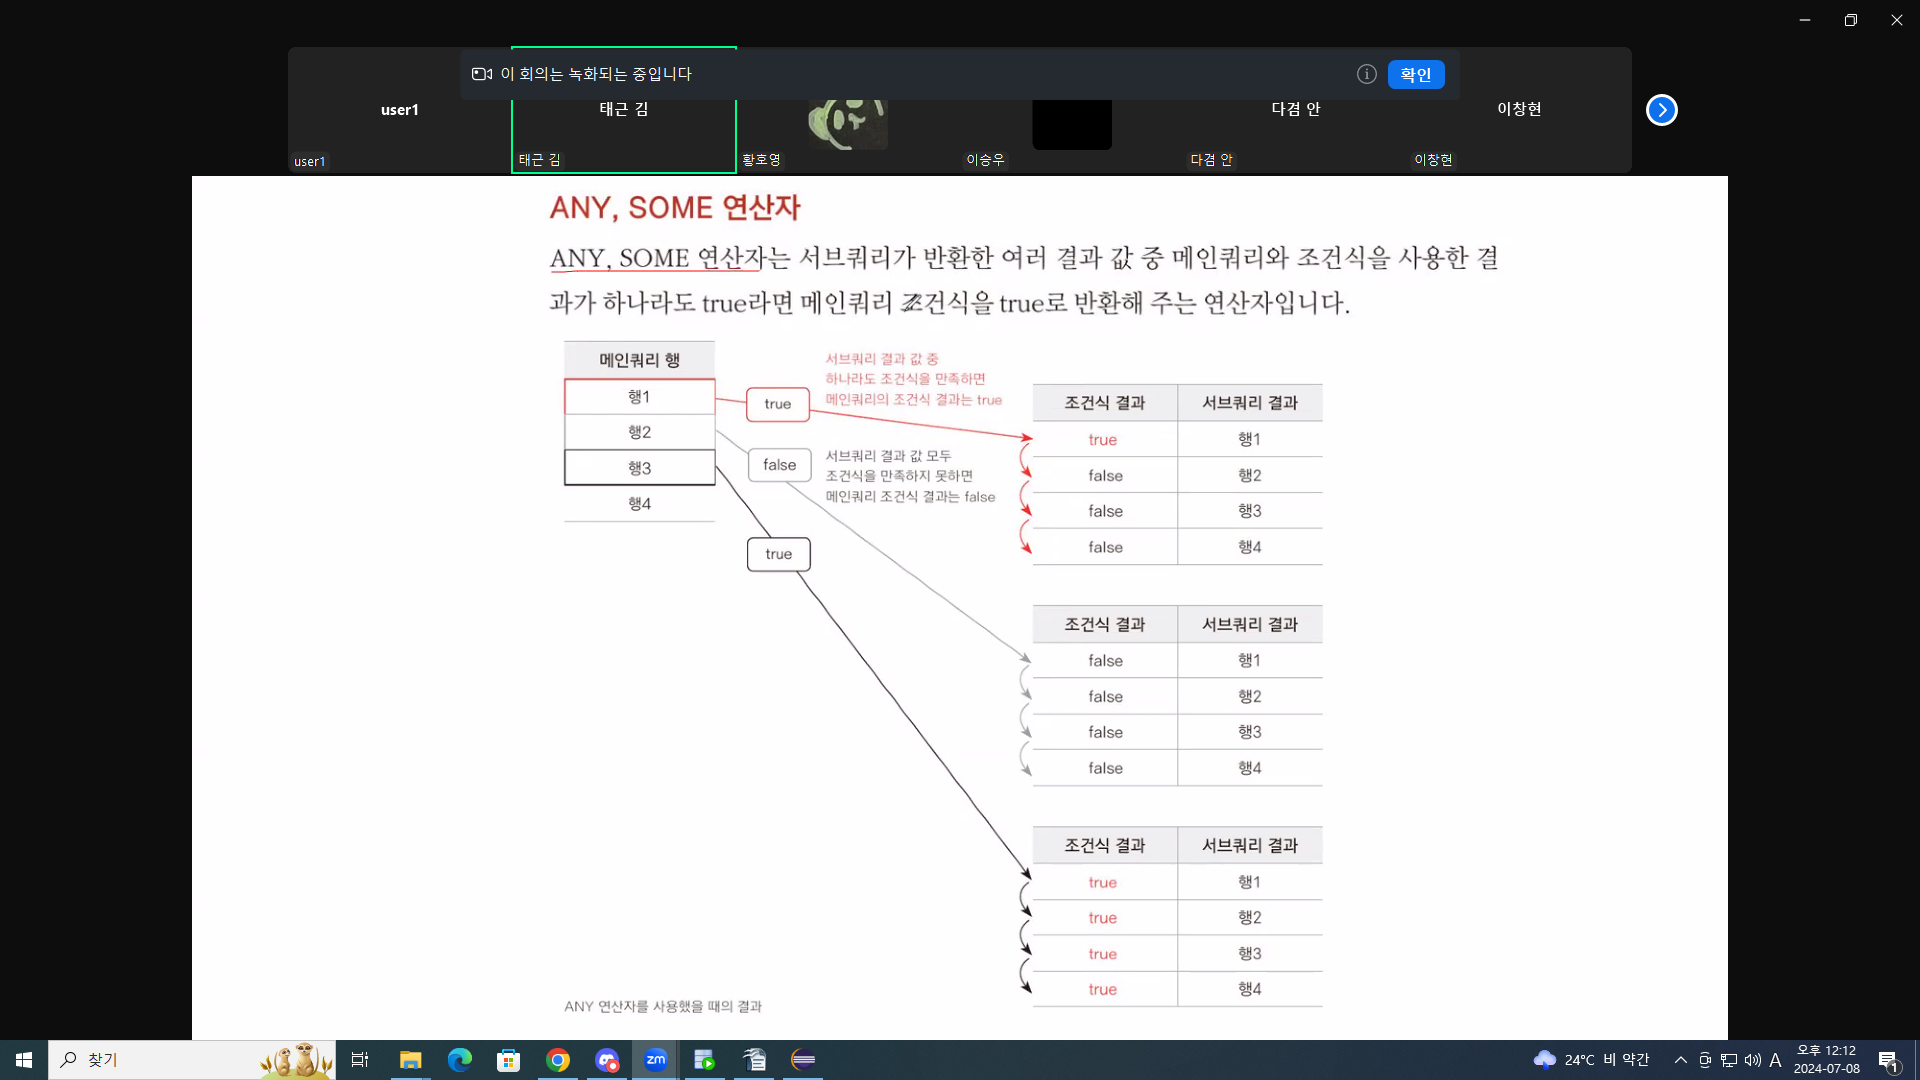 이 회의는 녹화되는 중입니다
확인
user1
태근 김
다겸 안
이창현
user1
태근 김
황호영
이승우
다겸 안
이창현
ANY, SOME 연산자
ANY, SOME 연산자는 서브쿼리가 반환한 여러 결과 값 중 메인쿼리와 조건식을 사용한 결
과가 하나라도 true라면 메인쿼리 조건식을 true로 반환해 주는 연산자입니다.
메인쿼리 행
행1
행2
행3
행4
true
서브쿼리 결과 값 중
하나라도 조건식을 만족하면
메인쿼리의 조건식 결과는 true
false
서브쿼리 결과 값 모두
조건식을 만족하지 못하면
메인쿼리 조건식 결과는 false
true
조건식 결과 서브쿼리 결과
true 행1
false 행2
false 행3
false 행4
조건식 결과 서브쿼리 결과
false 행1
false 행2
false 행3
false 행4
조건식 결과 서브쿼리 결과
true 행1
true 행2
true 행3
true 행4
ANY 연산자를 사용했을 때의 결과
찾기
zm
24°C 비 약간
A
오후 12:12
2024-07-08
1